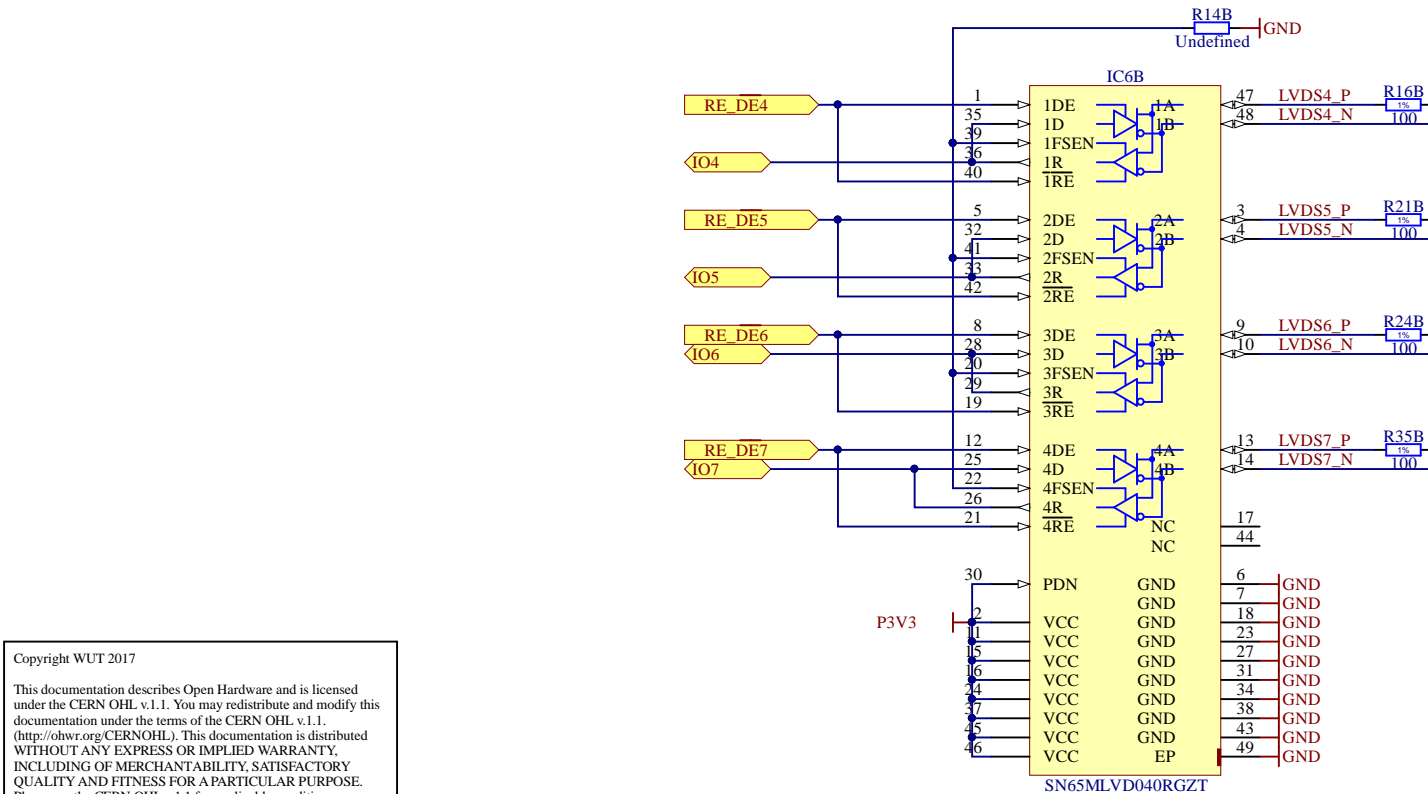 R14B
GND
Undefined
IC6B
RE_DE4
1
1DE
1A
47
LVDS4_P
R16B
1%
35
1D
1B
48
LVDS4_N
100
39
1FSEN
IO4
36
1R
40
1RE
RE_DE5
5
2DE
2A
3
LVDS5_P
R21B
1%
32
2D
2B
4
LVDS5_N
100
41
2FSEN
IO5
33
2R
42
2RE
RE_DE6
8
3DE
3A
9
LVDS6_P
R24B
1%
IO6
28
3D
3B
10
LVDS6_N
100
20
3FSEN
29
3R
19
3RE
RE_DE7
12
4DE
4A
13
LVDS7_P
R35B
1%
IO7
25
4D
4B
14
LVDS7_N
100
22
4FSEN
26
4R
21
4RE
NC
17
NC
44
30
PDN
GND
6
GND
GND
7
GND
P3V3
2
VCC
GND
18
GND
11
VCC
GND
23
GND
15
VCC
GND
27
GND
16
VCC
GND
31
GND
24
VCC
GND
34
GND
37
VCC
GND
38
GND
45
VCC
GND
43
GND
46
VCC
EP
49
GND
SN65MLVD040RGZT
Copyright WUT 2017
This documentation describes Open Hardware and is licensed
under the CERN OHL v.1.1. You may redistribute and modify this
documentation under the terms of the CERN OHL v.1.1.
(http://ohwr.org/CERNOHL). This documentation is distributed
WITHOUT ANY EXPRESS OR IMPLIED WARRANTY,
INCLUDING OF MERCHANTABILITY, SATISFACTORY
QUALITY AND FITNESS FOR A PARTICULAR PURPOSE.